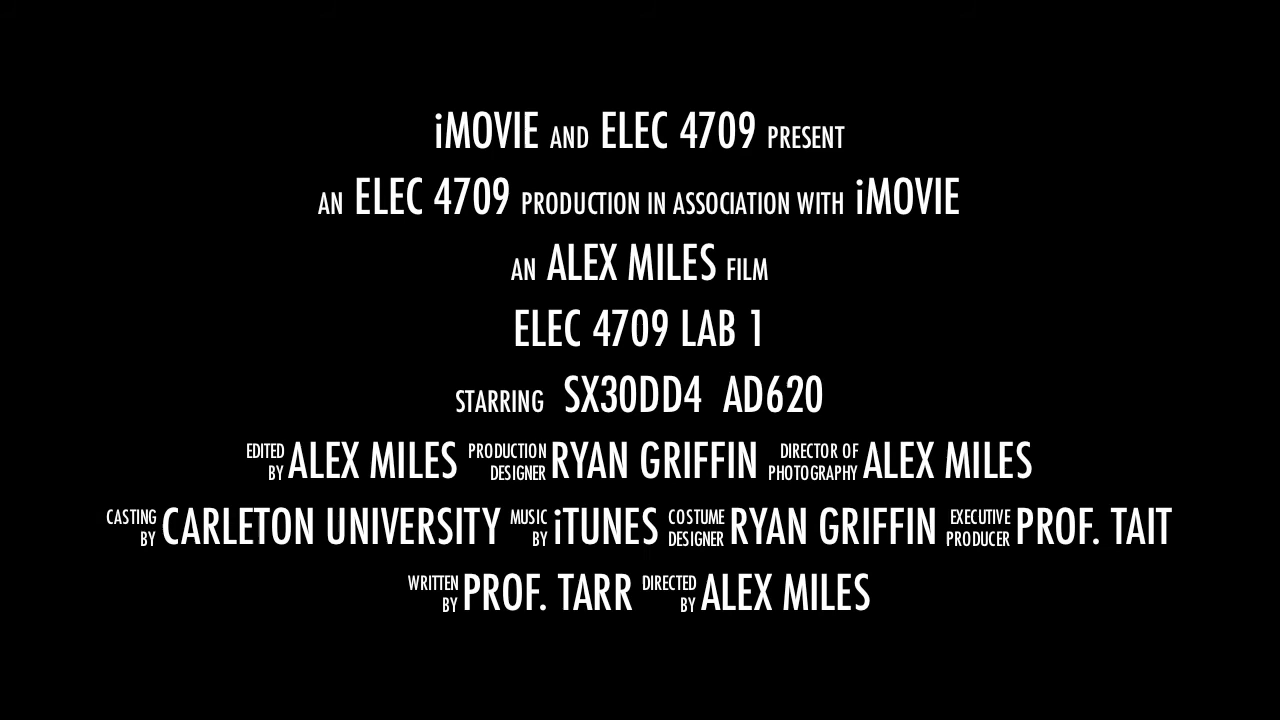 iMOVIE AND ELEC 4709 PRESENT
AN ELEC 4709 PRODUCTION IN ASSOCIATION WITH iMOVIE
AN ALEX MILES FILM
ELEC 4709 LAB 1
STARRING SX30DD4 AD620
EDITED BY ALEX MILES PRODUCTION DESIGNER RYAN GRIFFIN DIRECTOR OF PHOTOGRAPHY ALEX MILES
CASTING BY CARLETON UNIVERSITY MUSIC BY iTUNES COSTUME DESIGNER RYAN GRIFFIN EXECUTIVE PRODUCER PROF. TAIT
WRITTEN BY PROF. TARR DIRECTED BY ALEX MILES